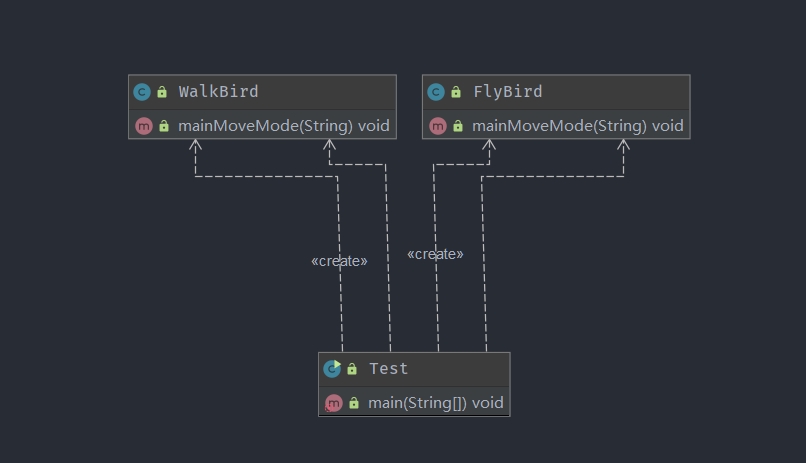 WalkBird
mainMoveMode(String) void
FlyBird
mainMoveMode(String) void
«create»
«create»
Test
main(String[]) void